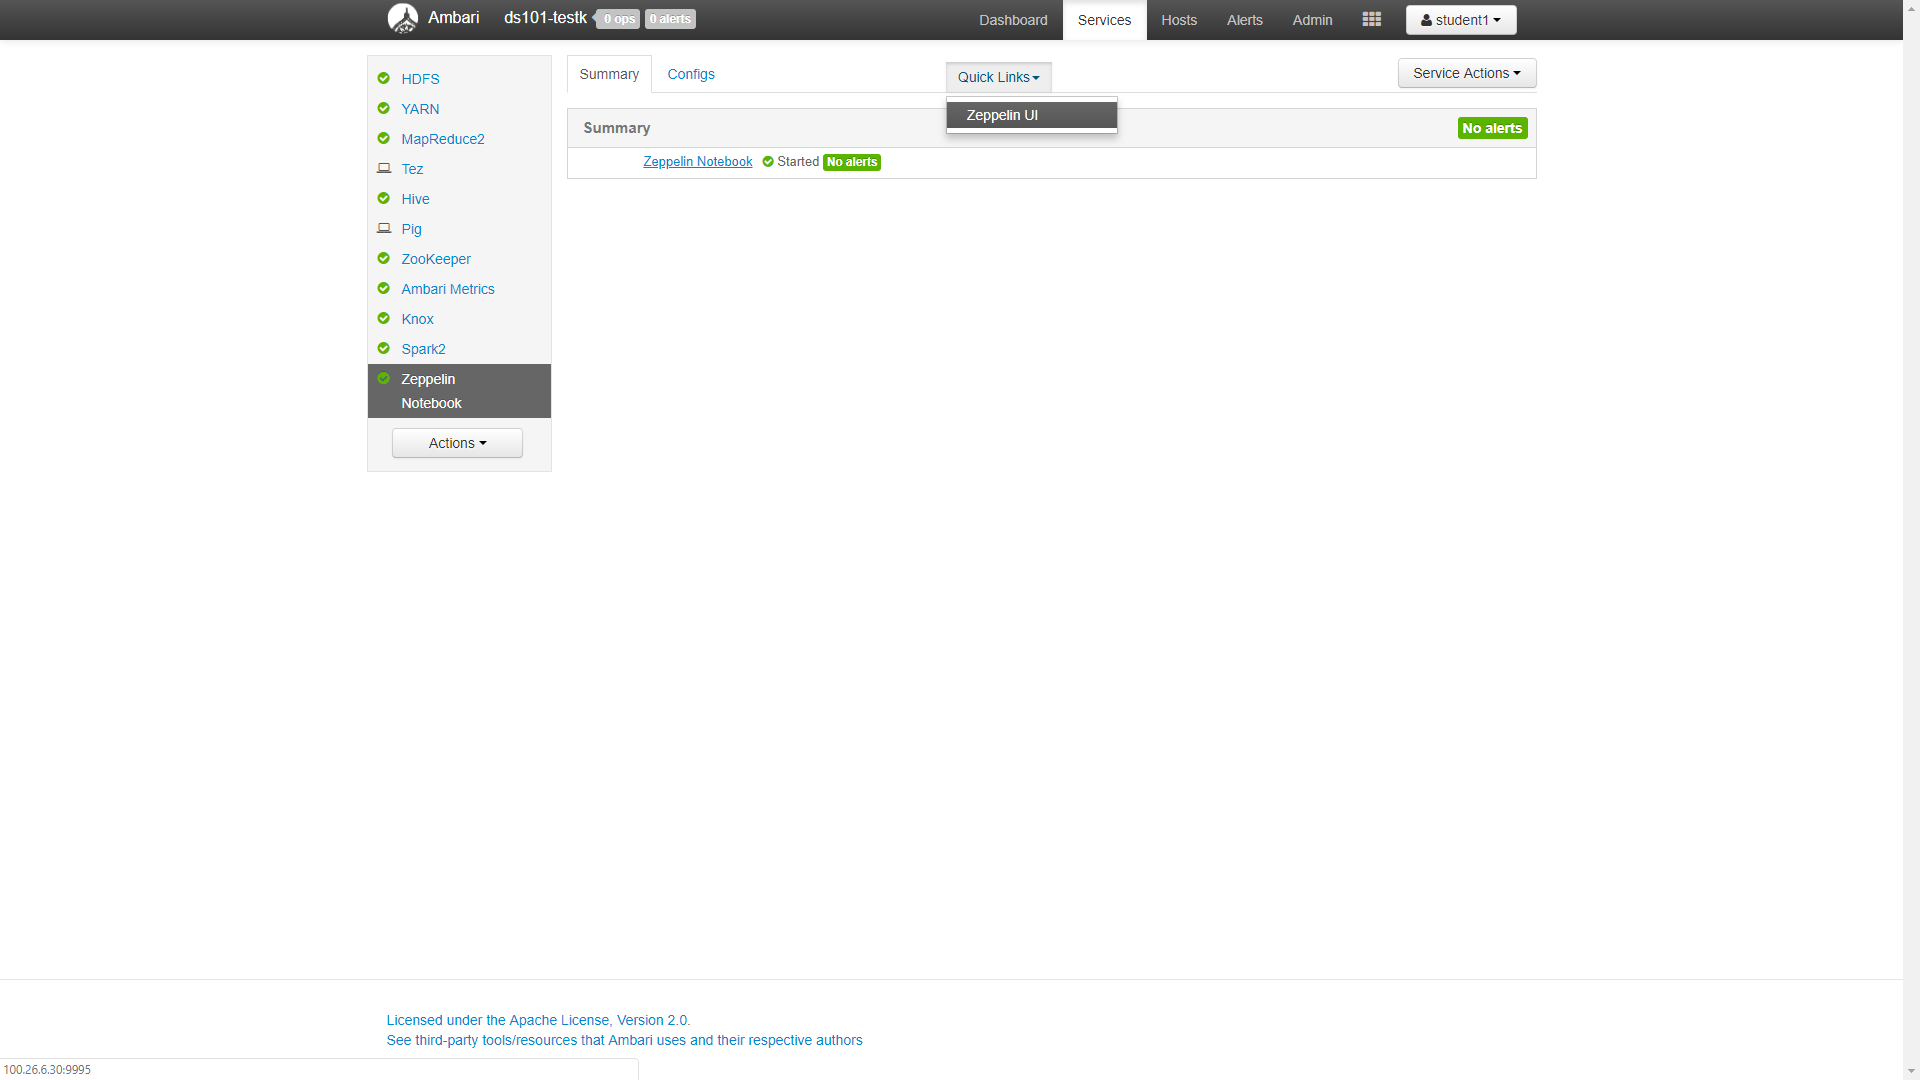 Ambari ds101-testk 0 ops 0 alerts Dashboard Services Hosts Alerts Admin student1
HDFS
YARN
MapReduce2
Tez
Hive
Pig
ZooKeeper
Ambari Metrics
Knox
Spark2
Zeppelin
Notebook
Actions
Summary Configs Quick Links Service Actions
Zeppelin UI
Summary No alerts
Zeppelin Notebook Started No alerts
Licensed under the Apache License, Version 2.0.
See third-party tools/resources that Ambari uses and their respective authors
100.26.6.30:9995